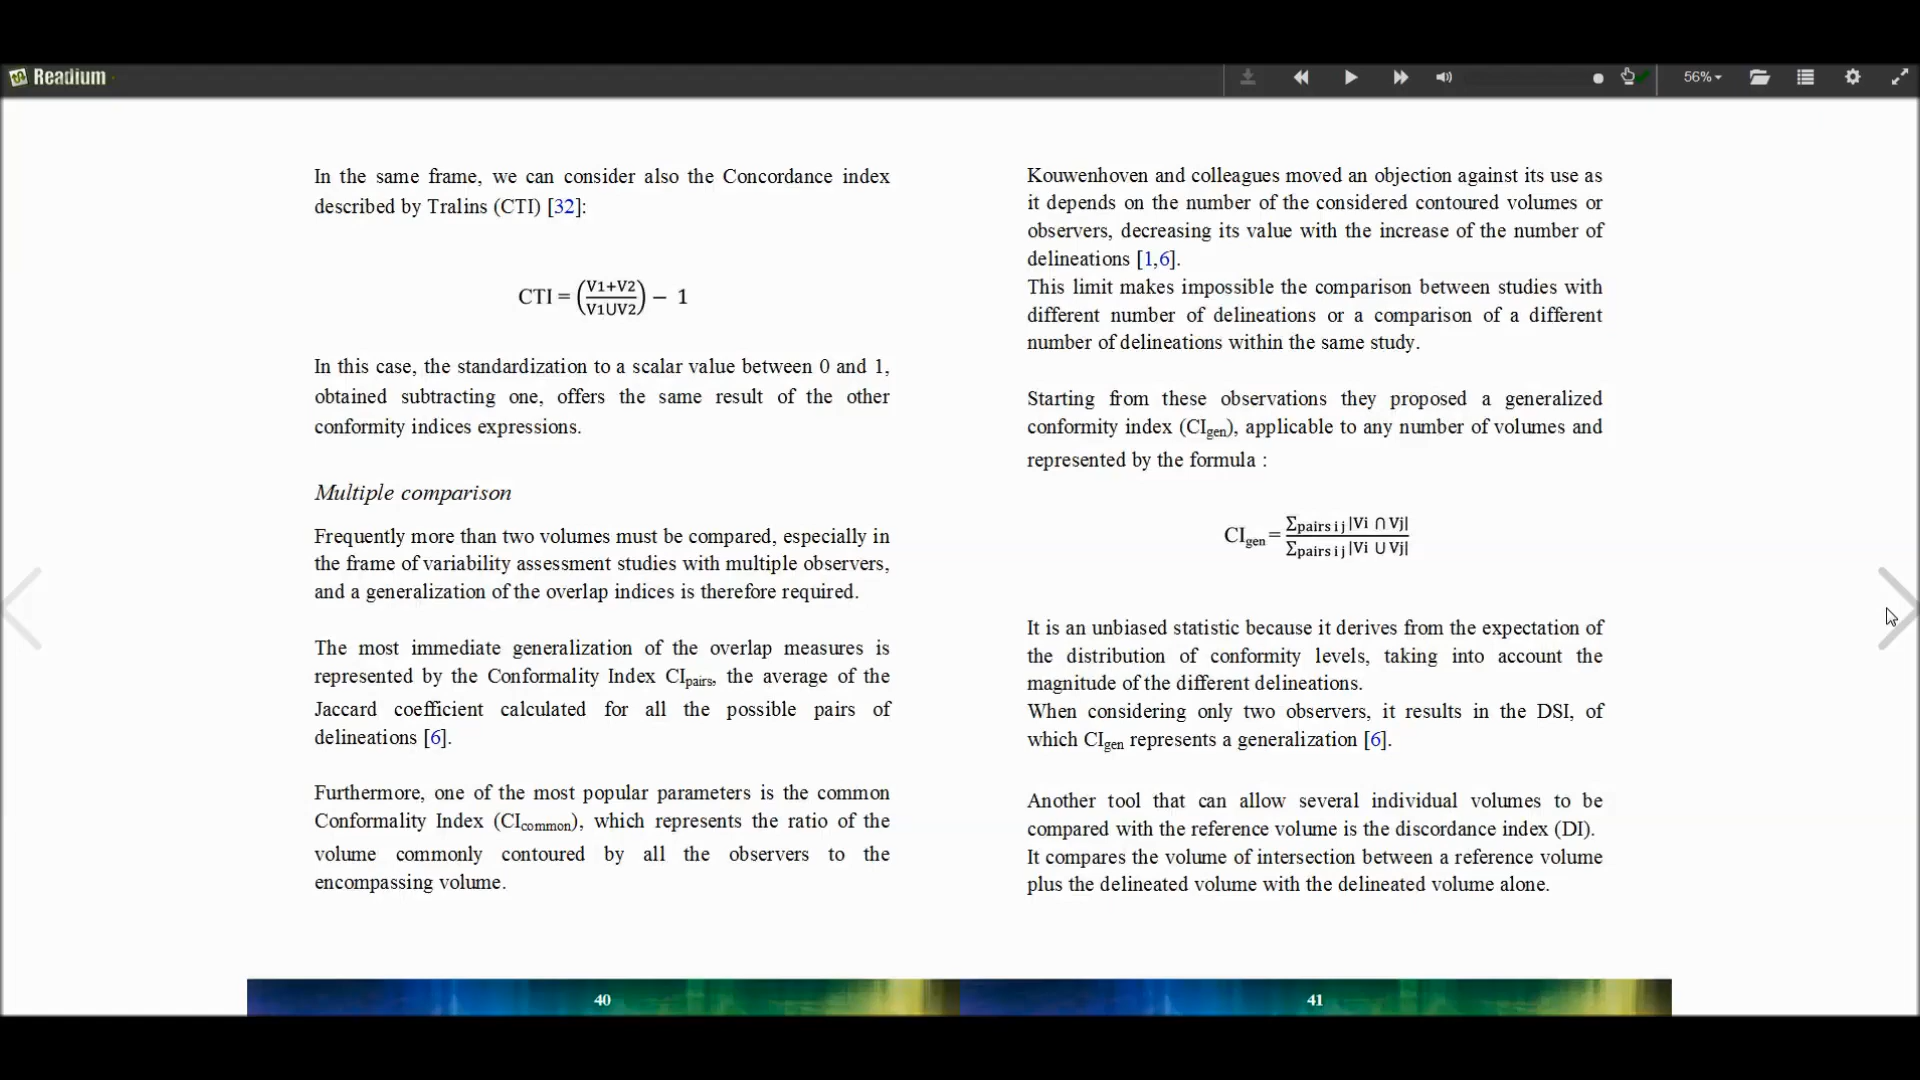 Readium
56%
In the same frame, we can consider also the Concordance index
described by Tralins (CTI) [32]:
CTI = (V1+V2/V1∪V2) − 1
In this case, the standardization to a scalar value between 0 and 1,
obtained subtracting one, offers the same result of the other
conformity indices expressions.
Multiple comparison
Frequently more than two volumes must be compared, especially in
the frame of variability assessment studies with multiple observers,
and a generalization of the overlap indices is therefore required.
The most immediate generalization of the overlap measures is
represented by the Conformality Index CIpairs, the average of the
Jaccard coefficient calculated for all the possible pairs of
delineations [6].
Furthermore, one of the most popular parameters is the common
Conformality Index (CIcommon), which represents the ratio of the
volume commonly contoured by all the observers to the
encompassing volume.
40
Kouwenhoven and colleagues moved an objection against its use as
it depends on the number of the considered contoured volumes or
observers, decreasing its value with the increase of the number of
delineations [1,6].
This limit makes impossible the comparison between studies with
different number of delineations or a comparison of a different
number of delineations within the same study.
Starting from these observations they proposed a generalized
conformity index (CIgen), applicable to any number of volumes and
represented by the formula :
CIgen = ∑pairs i j |Vi ∩ Vj| / ∑pairs i j |Vi ∪ Vj|
It is an unbiased statistic because it derives from the expectation of
the distribution of conformity levels, taking into account the
magnitude of the different delineations.
When considering only two observers, it results in the DSI, of
which CIgen represents a generalization [6].
Another tool that can allow several individual volumes to be
compared with the reference volume is the discordance index (DI).
It compares the volume of intersection between a reference volume
plus the delineated volume with the delineated volume alone.
41